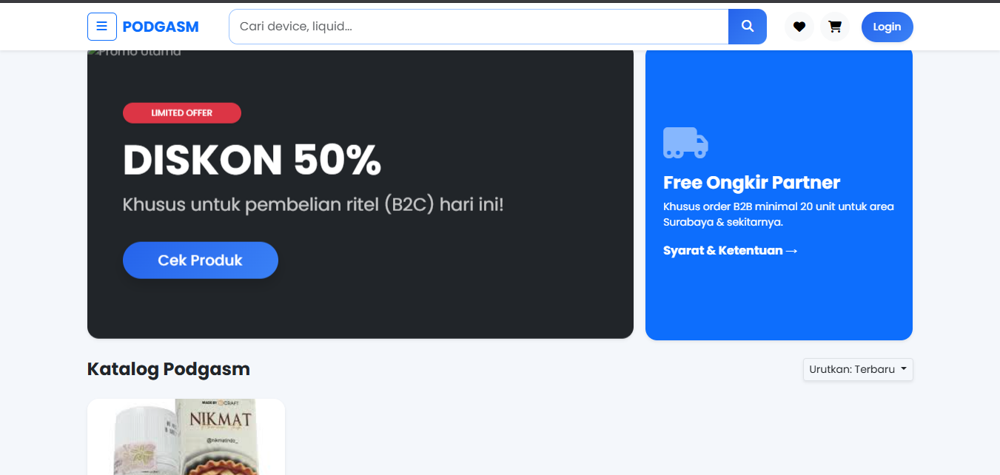 PODGASM
Cari device, liquid...
Login
Promo Utama
LIMITED OFFER
DISKON 50%
Khusus untuk pembelian ritel (B2C) hari ini!
Cek Produk
Free Ongkir Partner
Khusus order B2B minimal 20 unit untuk area
Surabaya & sekitarnya.
Syarat & Ketentuan →
Katalog Podgasm
Urutkan: Terbaru
MADE BY CRAFT
NIKMAT
@nikmatindo_